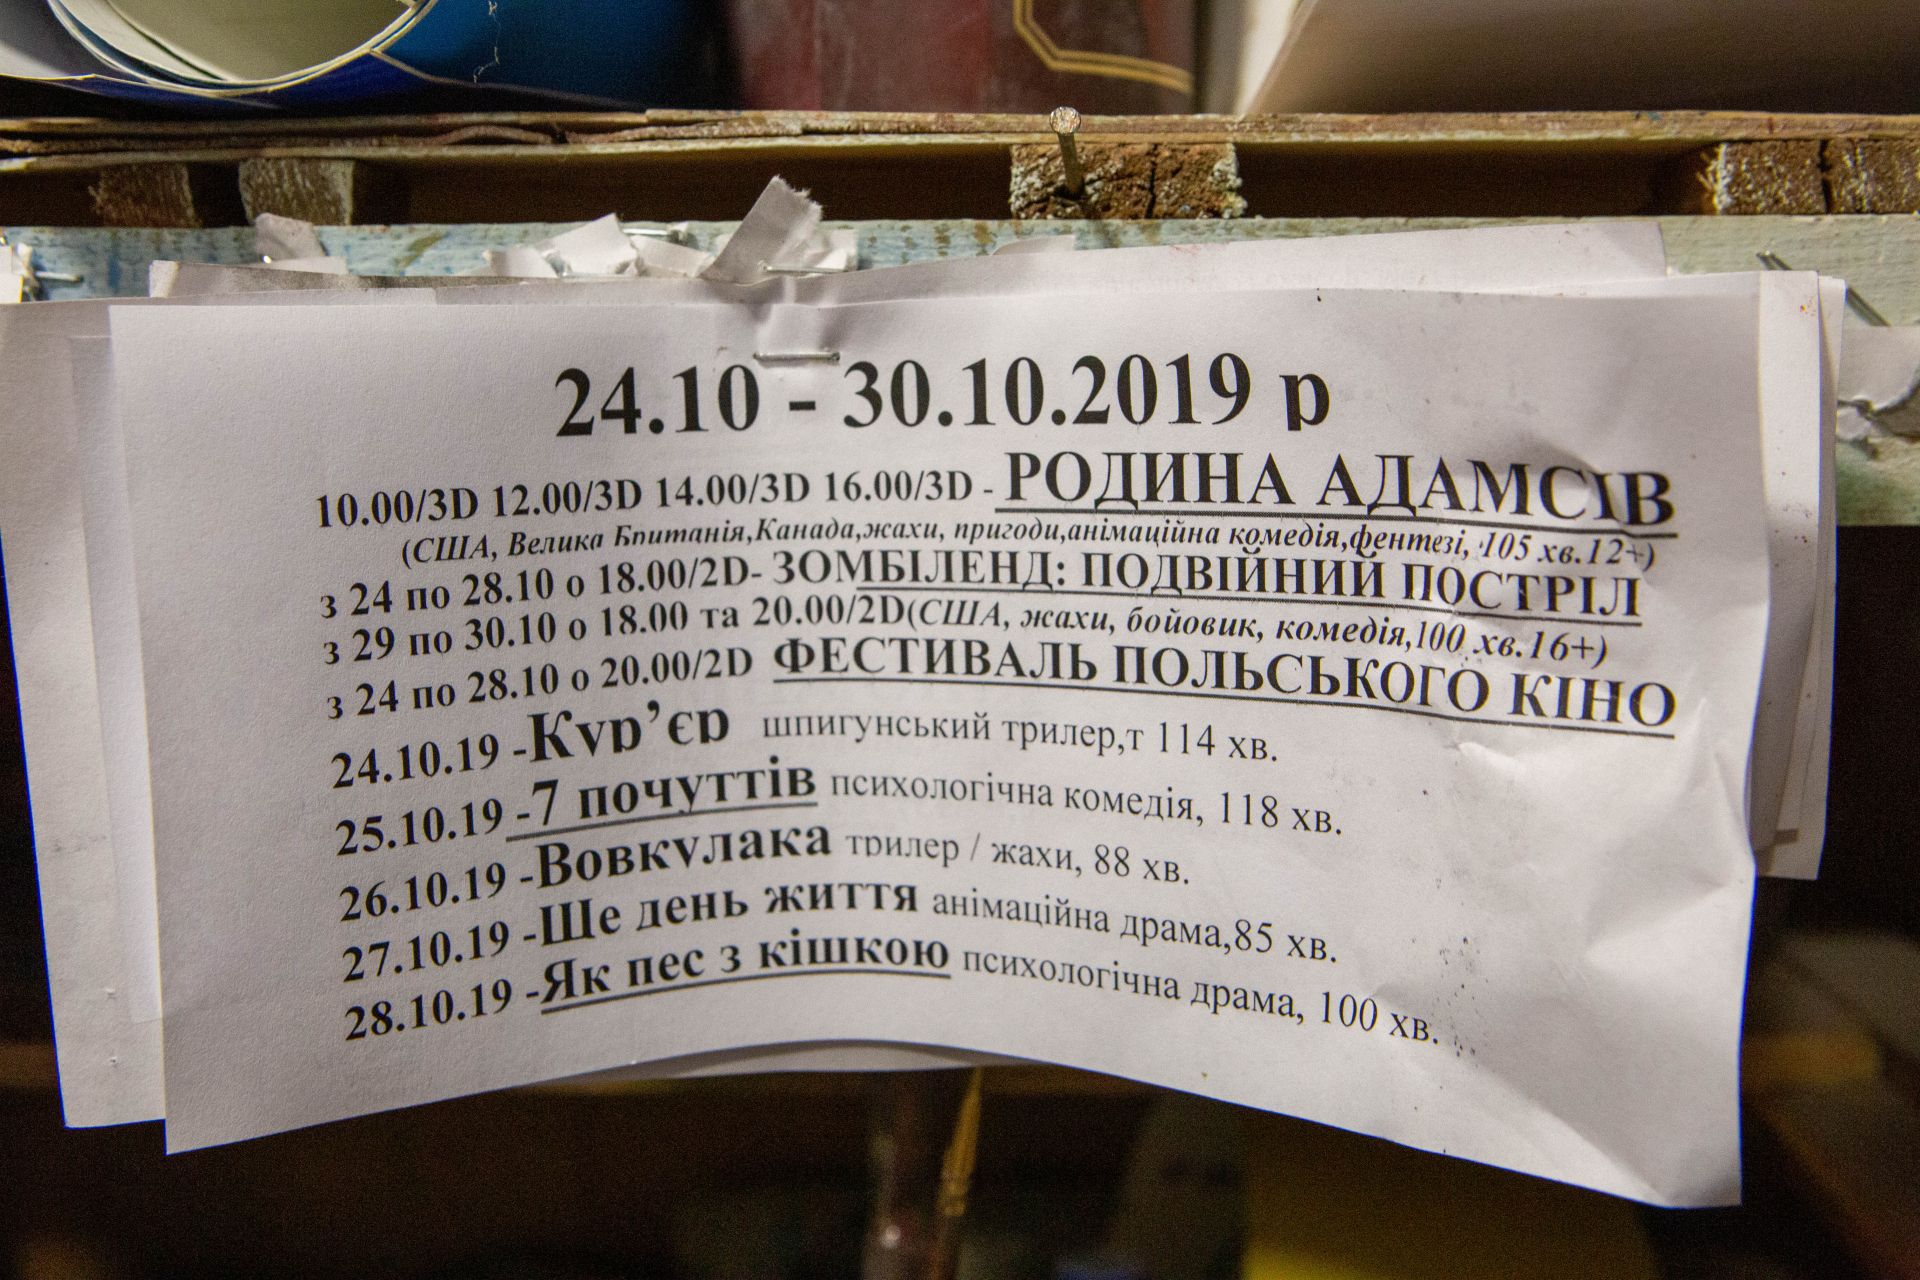 24.10 - 30.10.2019 р
10.00/3D 12.00/3D 14.00/3D 16.00/3D - РОДИНА АДАМСІВ
(США, Велика Британія,Канада,жахи, пригоди,анімаційна комедія,фентезі, 105 хв.12+)
з 24 по 28.10 о 18.00/2D- ЗОМБІЛЕНД: ПОДВІЙНИЙ ПОСТРІЛ
з 29 по 30.10 о 18.00 та 20.00/2D(США, жахи, бойовик, комедія,100 хв.16+)
з 24 по 28.10 о 20.00/2D ФЕСТИВАЛЬ ПОЛЬСЬКОГО КІНО
24.10.19 -Кур’єр шпигунський трилер,т 114 хв.
25.10.19 -7 почуттів психологічна комедія, 118 хв.
26.10.19 -Вовкулака трилер / жахи, 88 хв.
27.10.19 -Ще день життя анімаційна драма,85 хв.
28.10.19 -Як пес з кішкою психологічна драма, 100 хв.